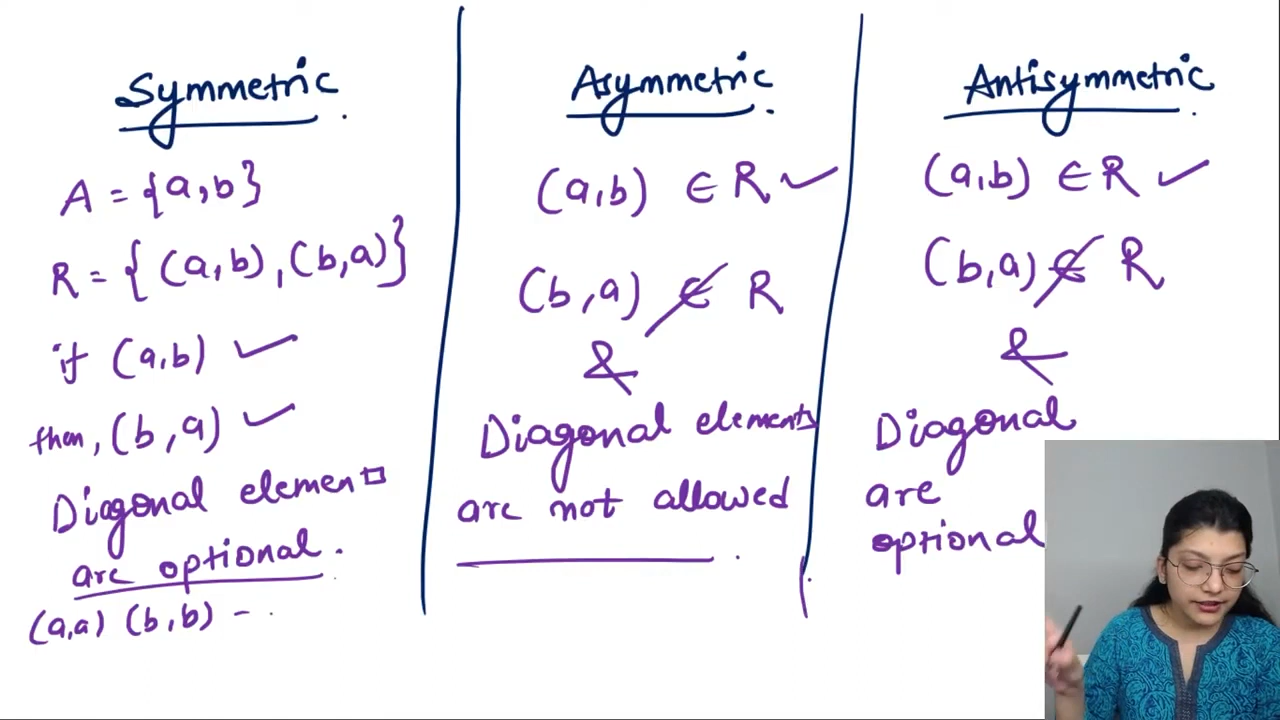 Symmetric.
A = {a,b}
R = { (a,b), (b,a)}
if (a,b) ✓
then, (b,a) ✓
Diagonal elements
are optional.
(a,a) (b,b) -
Asymmetric.
(a,b) ∈ R ✓
(b,a) ∉ R
&
Diagonal elements
are not allowed
Antisymmetric.
(a,b) ∈ R ✓
(b,a) ∉ R
&
Diagonal
are
optional